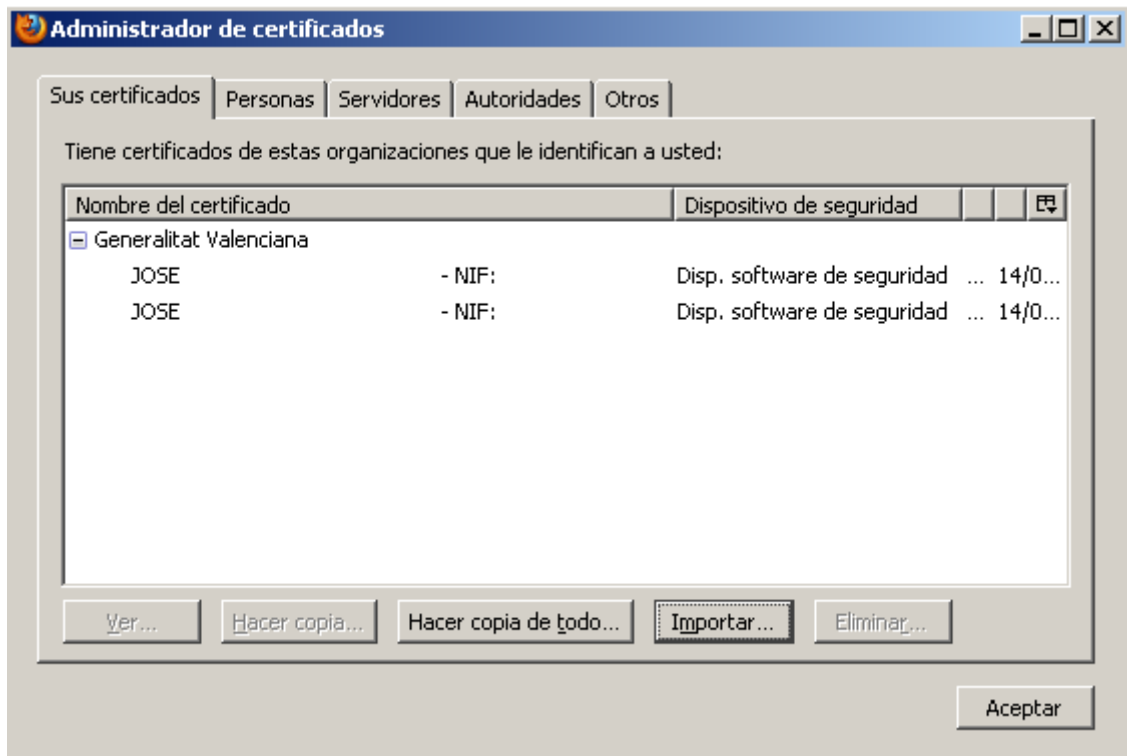 Administrador de certificados
Sus certificados Personas Servidores Autoridades Otros
Tiene certificados de estas organizaciones que le identifican a usted:
Nombre del certificado Dispositivo de seguridad
Generalitat Valenciana
JOSE - NIF: Disp. software de seguridad ... 14/0...
JOSE - NIF: Disp. software de seguridad ... 14/0...
Ver... Hacer copia... Hacer copia de todo... Importar... Eliminar...
Aceptar